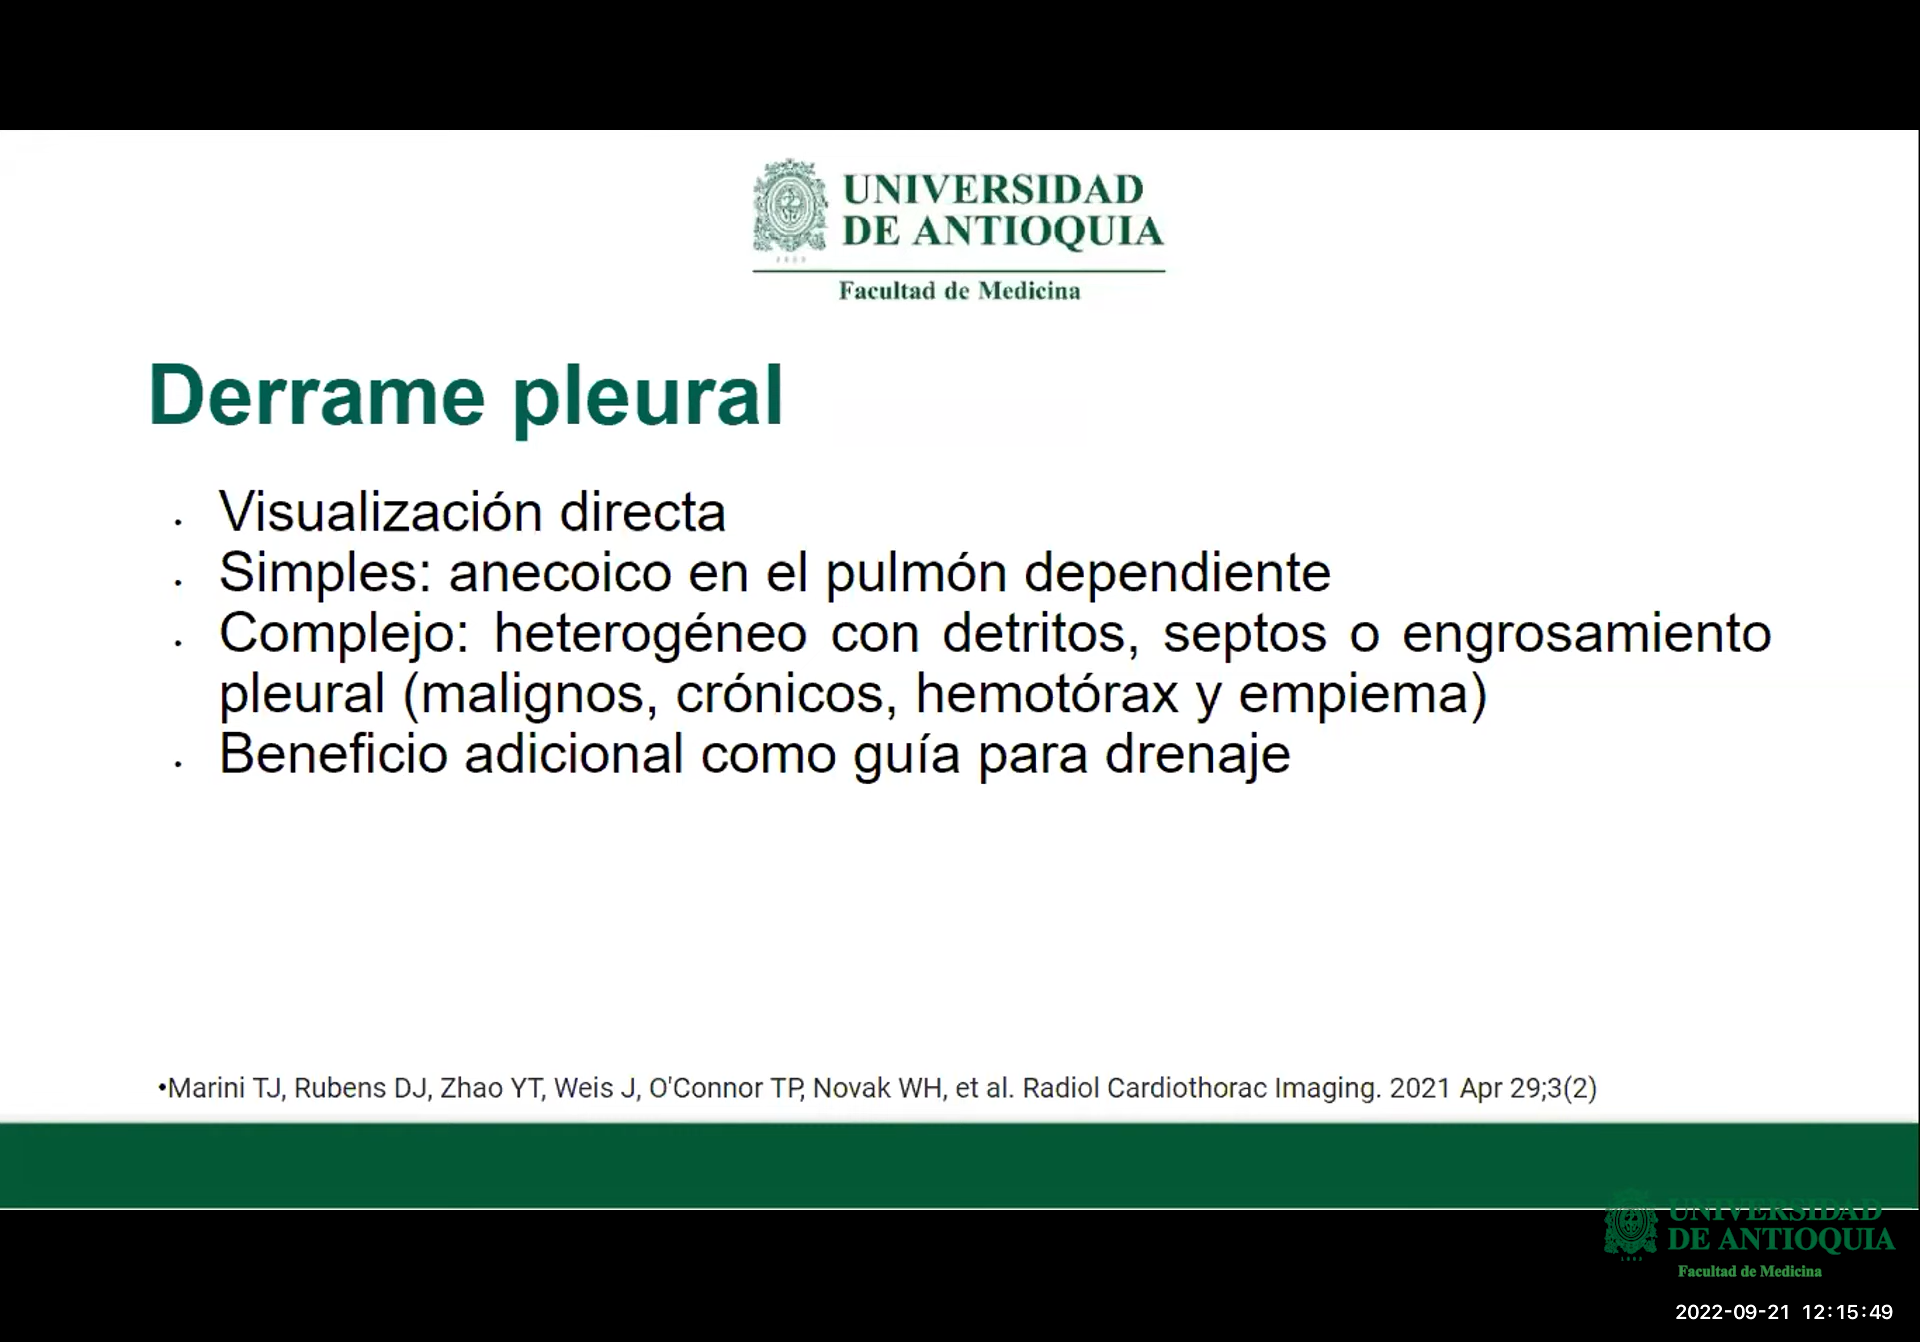 UNIVERSIDAD
DE ANTIOQUIA
1803
Facultad de Medicina
Derrame pleural
. Visualización directa
. Simples: anecoico en el pulmón dependiente
. Complejo: heterogéneo con detritos, septos o engrosamiento
pleural (malignos, crónicos, hemotórax y empiema)
. Beneficio adicional como guía para drenaje
•Marini TJ, Rubens DJ, Zhao YT, Weis J, O'Connor TP, Novak WH, et al. Radiol Cardiothorac Imaging. 2021 Apr 29;3(2)
UNIVERSIDAD
DE ANTIOQUIA
1803
Facultad de Medicina
2022-09-21 12:15:49